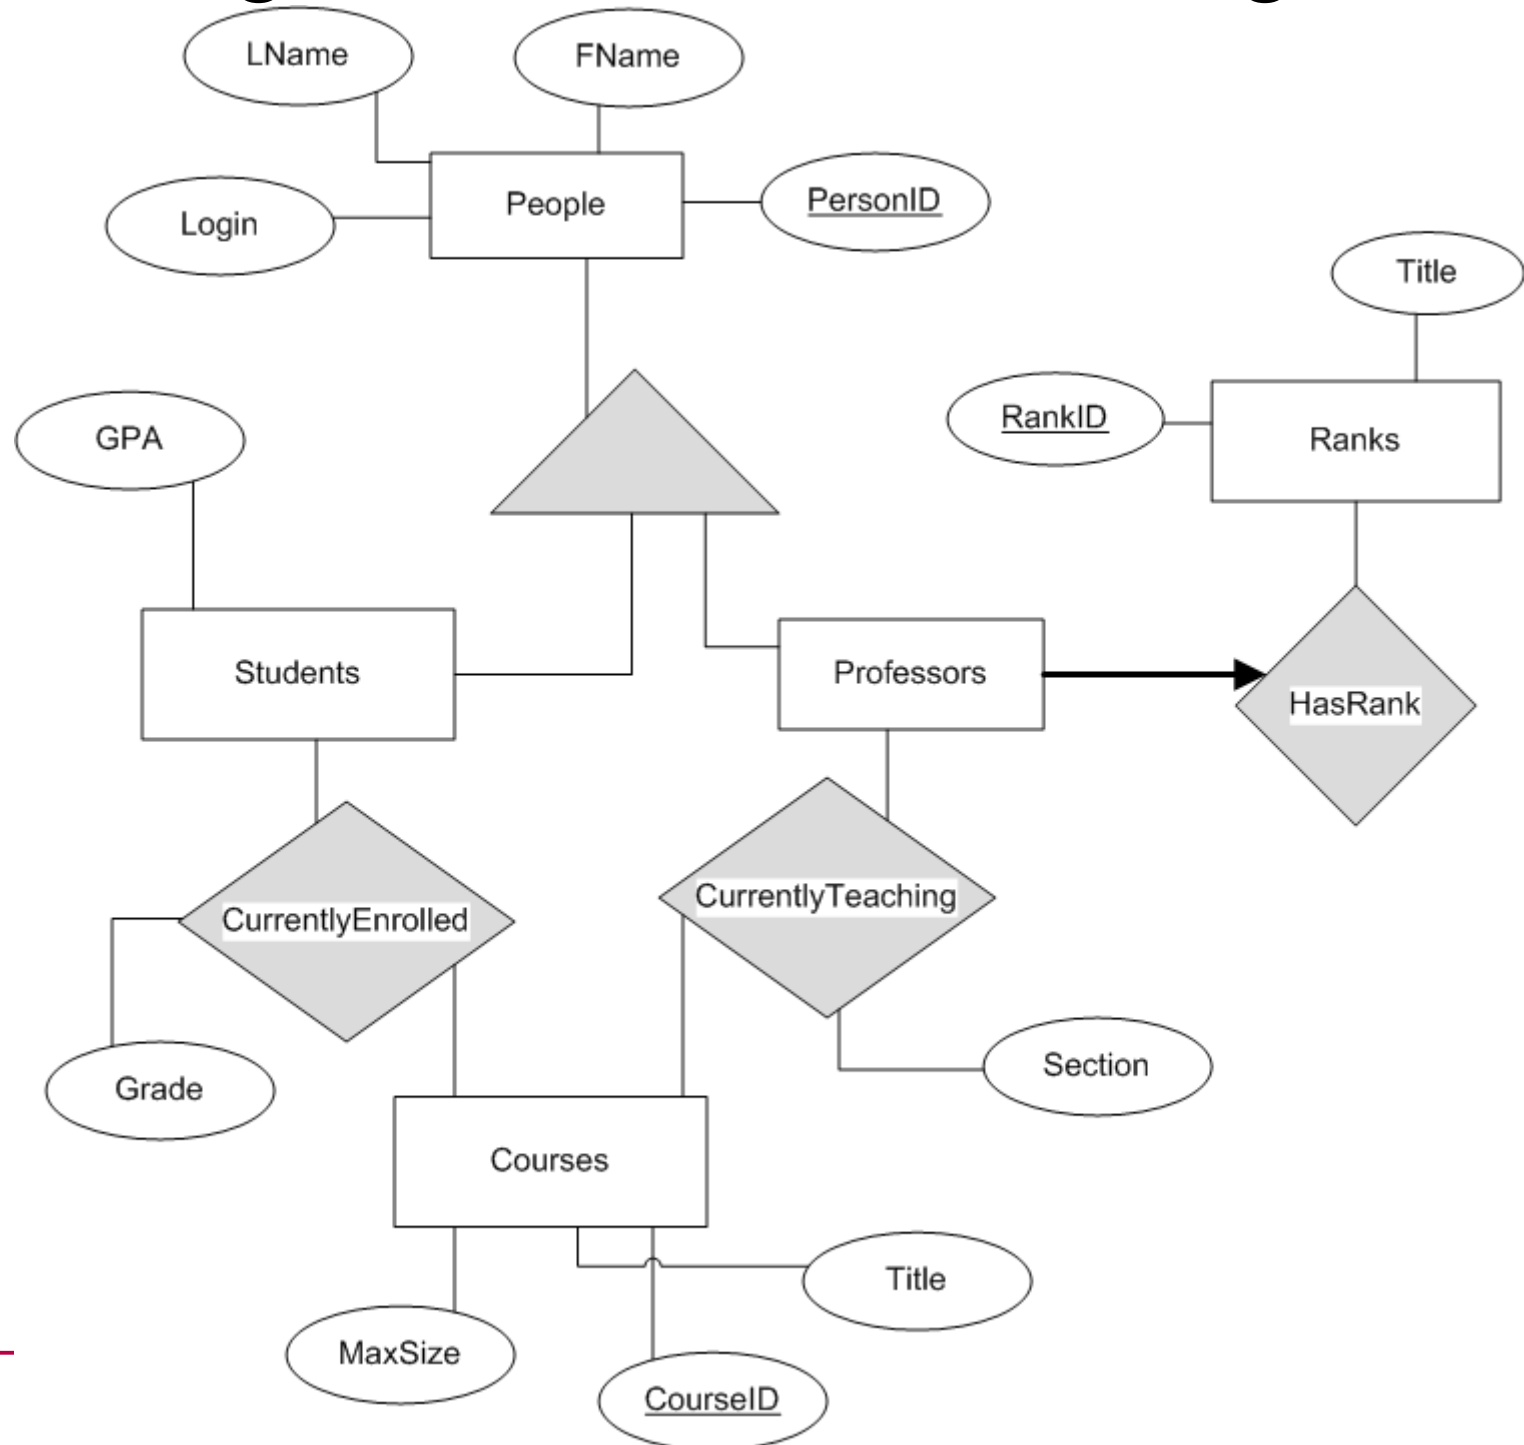 LName
FName
People
PersonID
Login
Title
RankID
Ranks
GPA
Students
Professors
HasRank
CurrentlyTeaching
CurrentlyEnrolled
Section
Grade
Courses
Title
MaxSize
CourseID